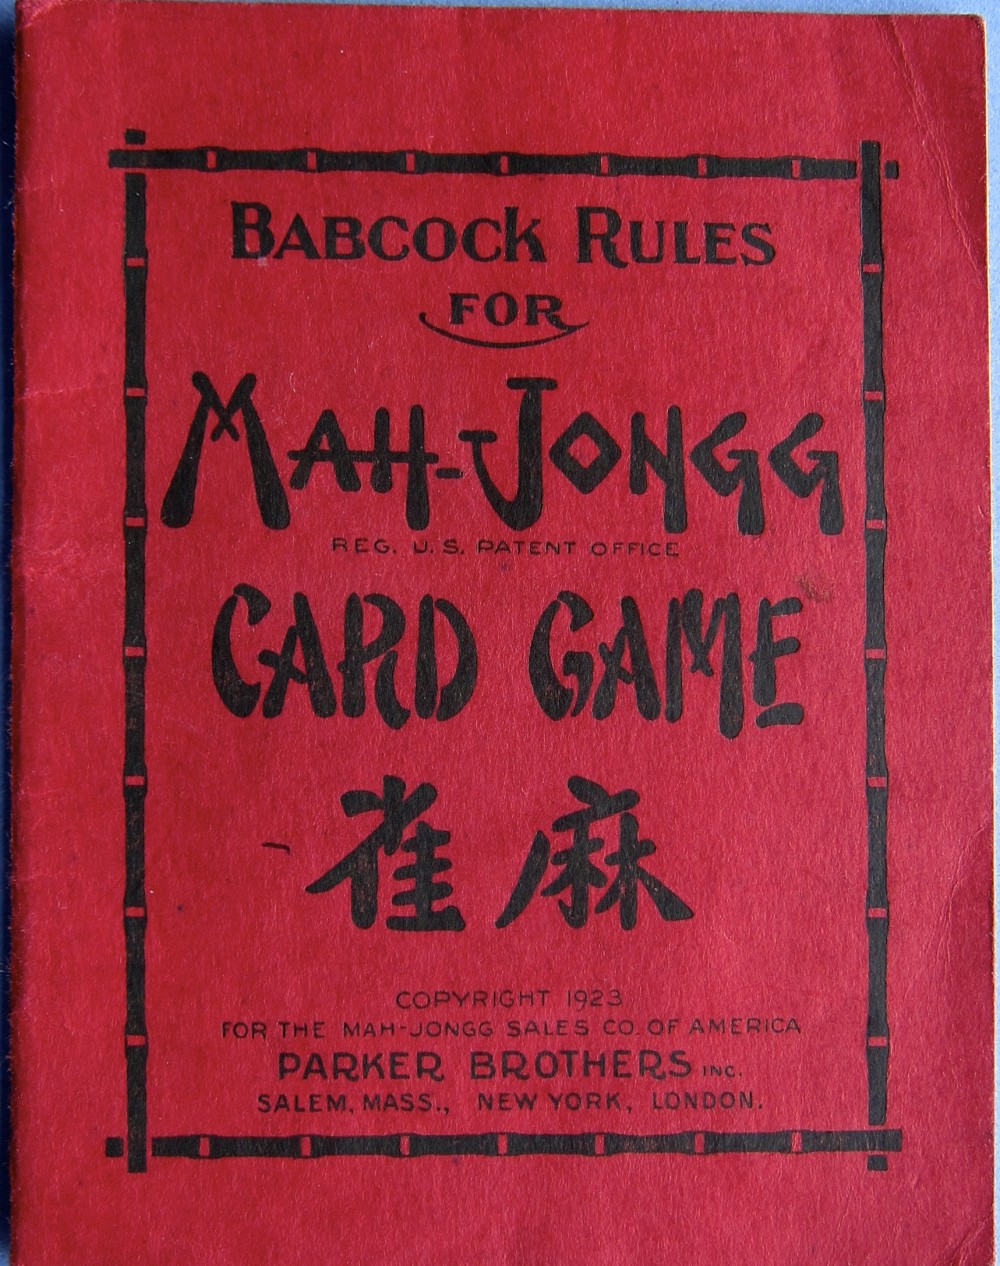 BABCOCK RULES
FOR
MAH-JONGG
REG. U.S. PATENT OFFICE
CARD GAME
雀麻
COPYRIGHT 1923
FOR THE MAH-JONGG SALES CO. OF AMERICA
PARKER BROTHERS INC.
SALEM, MASS., NEW YORK, LONDON.